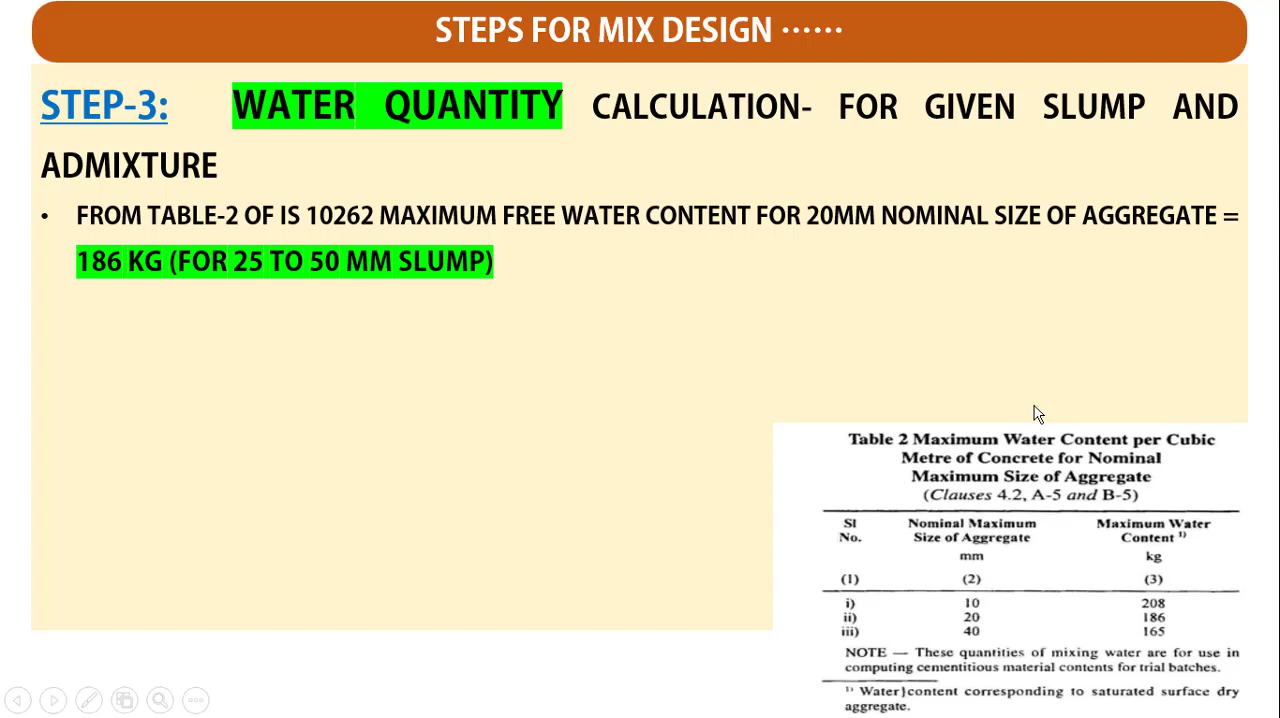 STEPS FOR MIX DESIGN ······
STEP-3: WATER QUANTITY CALCULATION- FOR GIVEN SLUMP AND
ADMIXTURE
• FROM TABLE-2 OF IS 10262 MAXIMUM FREE WATER CONTENT FOR 20MM NOMINAL SIZE OF AGGREGATE =
186 KG (FOR 25 TO 50 MM SLUMP)
Table 2 Maximum Water Content per Cubic
Metre of Concrete for Nominal
Maximum Size of Aggregate
(Clauses 4.2, A-5 and B-5)
Sl Nominal Maximum Maximum Water
No. Size of Aggregate Content 1)
mm kg
(1) (2) (3)
i) 10 208
ii) 20 186
iii) 40 165
NOTE — These quantities of mixing water are for use in
computing cementitious material contents for trial batches.
1) Water}content corresponding to saturated surface dry
aggregate.